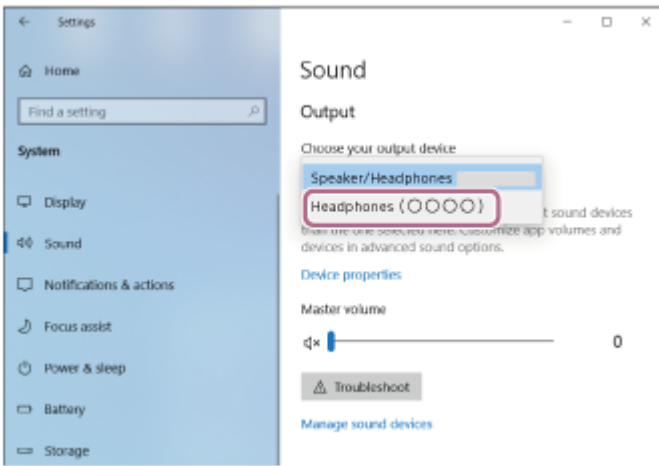 Settings
Home
Find a setting
System
Display
Sound
Notifications & actions
Focus assist
Power & sleep
Battery
Storage
Sound
Output
Choose your output device
Speaker/Headphones
Headphones (○○○○)
t sound devices
than the one selected here. Customize app volumes and
devices in advanced sound options.
Device properties
Master volume
0
Troubleshoot
Manage sound devices